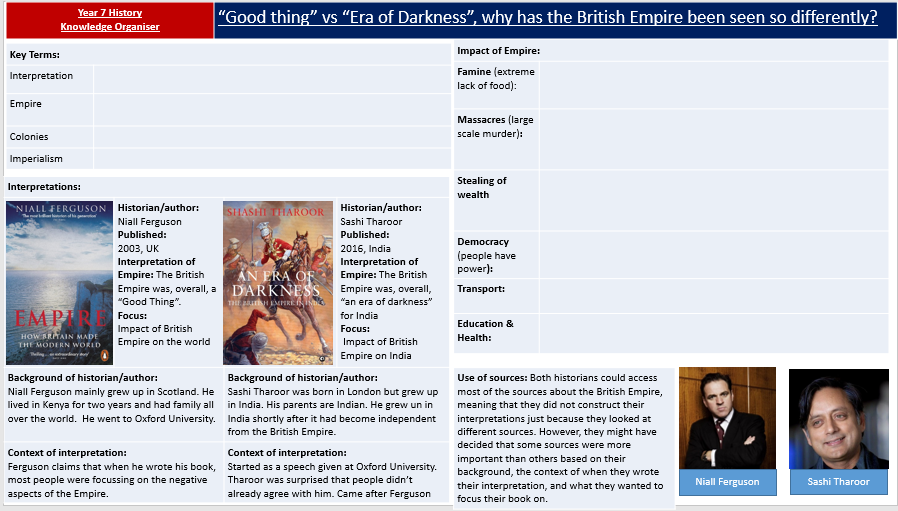 Year 7 History
Knowledge Organiser
“Good thing” vs “Era of Darkness”, why has the British Empire been seen so differently?
Key Terms:
Interpretation
Empire
Colonies
Imperialism
Interpretations:
NIALL FERGUSON
'The most brilliant historian of his generation'
EMPIRE
HOW BRITAIN MADE
THE MODERN WORLD
Historian/author:
Niall Ferguson
Published:
2003, UK
Interpretation of
Empire: The British
Empire was, overall, a
“Good Thing”.
Focus:
Impact of British
Empire on the world
SHASHI THAROOR
AN ERA OF
DARKNESS
THE BRITISH EMPIRE IN INDIA
Historian/author:
Sashi Tharoor
Published:
2016, India
Interpretation of
Empire: The British
Empire was, overall,
“an era of darkness”
for India
Focus:
Impact of British
Empire on India
Background of historian/author:
Niall Ferguson mainly grew up in Scotland. He
lived in Kenya for two years and had family all
over the world. He went to Oxford University.
Background of historian/author:
Sashi Tharoor was born in London but grew up
in India. His parents are Indian. He grew un in
India shortly after it had become independent
from the British Empire.
Context of interpretation:
Ferguson claims that when he wrote his book,
most people were focussing on the negative
aspects of the Empire.
Context of interpretation:
Started as a speech given at Oxford University.
Tharoor was surprised that people didn’t
already agree with him. Came after Ferguson
Impact of Empire:
Famine (extreme
lack of food):
Massacres (large
scale murder):
Stealing of
wealth
Democracy
(people have
power):
Transport:
Education &
Health:
Use of sources: Both historians could access
most of the sources about the British Empire,
meaning that they did not construct their
interpretations just because they looked at
different sources. However, they might have
decided that some sources were more
important than others based on their
background, the context of when they wrote
their interpretation, and what they wanted to
focus their book on.
Niall Ferguson
Sashi Tharoor